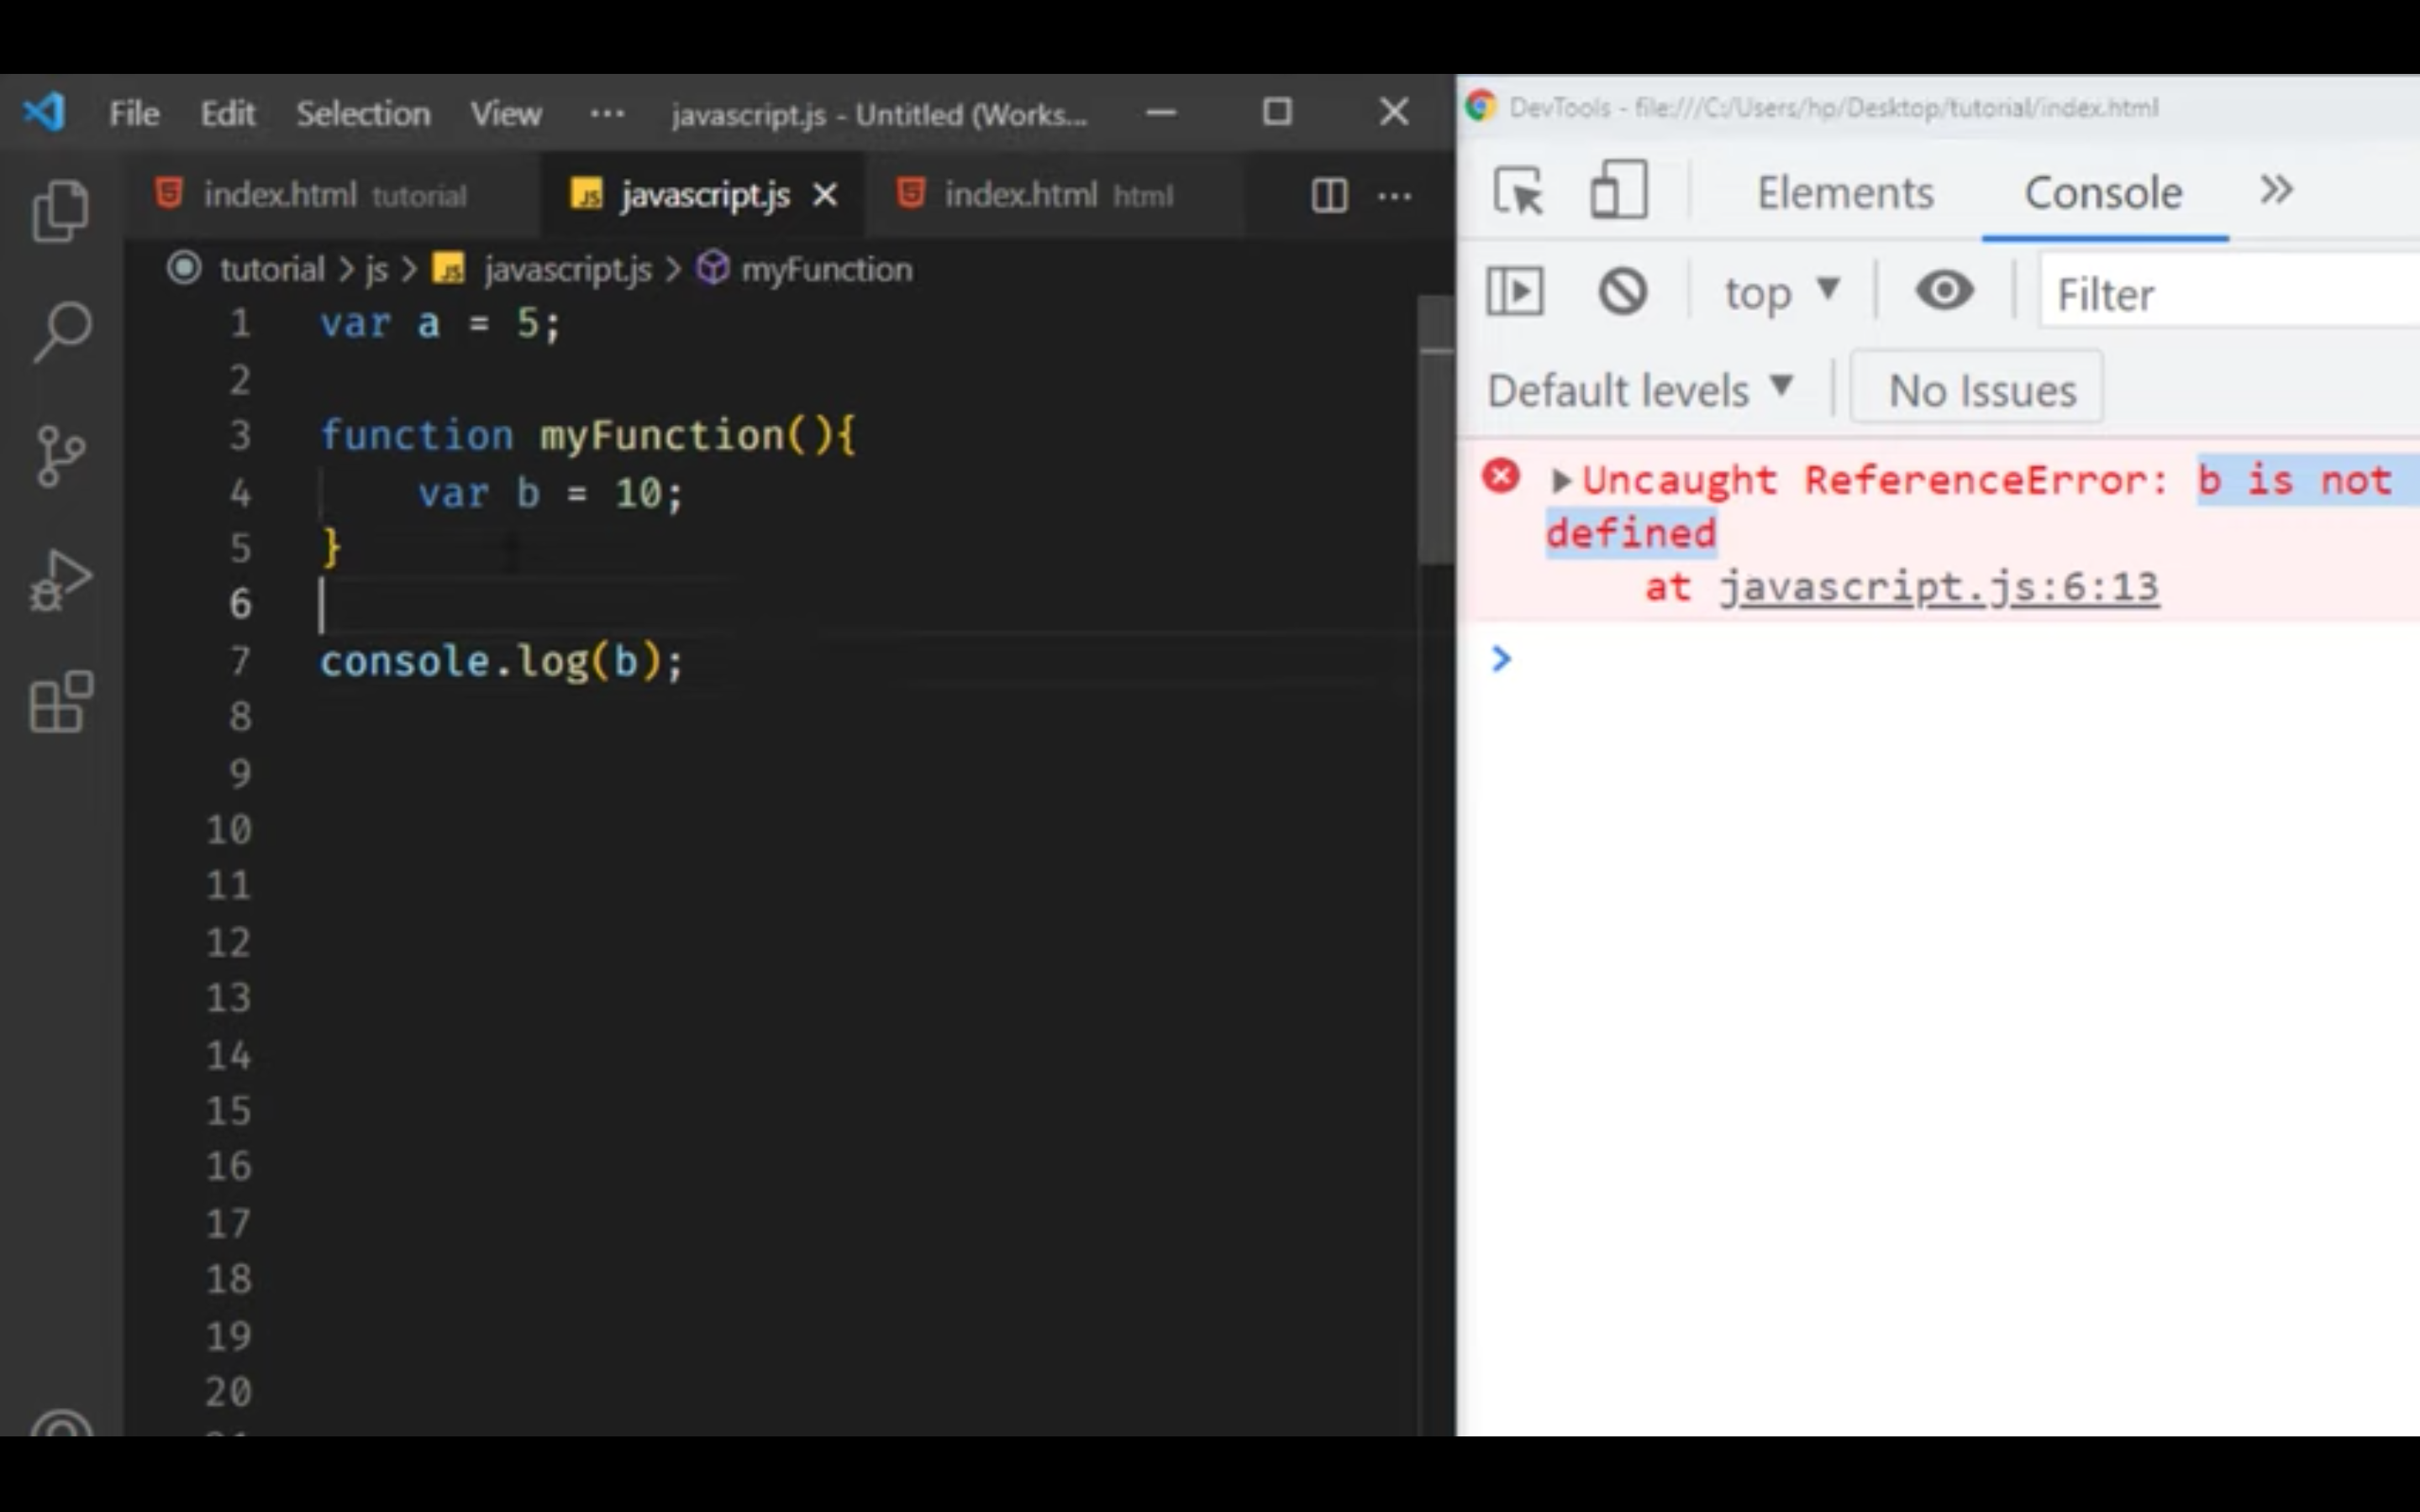 File Edit Selection View ··· javascript.js - Untitled (Works...
index.html tutorial JS javascript.js index.html html
tutorial > js > JS javascript.js > myFunction
1 var a = 5;
2
3 function myFunction(){
4 var b = 10;
5 }
6
7 console.log(b);
8
9
10
11
12
13
14
15
16
17
18
19
20
DevTools - file:///C:/Users/hp/Desktop/tutorial/index.html
Elements Console »
top Filter
Default levels No Issues
Uncaught ReferenceError: b is not
defined
at javascript.js:6:13
>